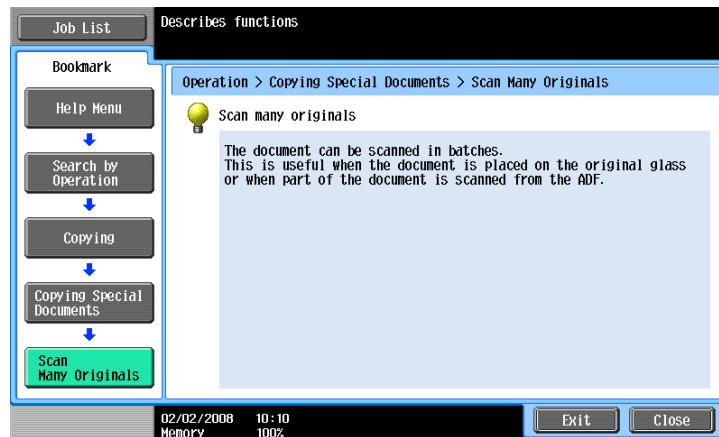 Job List
Describes functions
Bookmark
Help Menu
Search by
Operation
Copying
Copying Special
Documents
Scan
Many Originals
Operation > Copying Special Documents > Scan Many Originals
Scan many originals
The document can be scanned in batches.
This is useful when the document is placed on the original glass
or when part of the document is scanned from the ADF.
02/02/2008 10:10
Memory 100%
Exit
Close